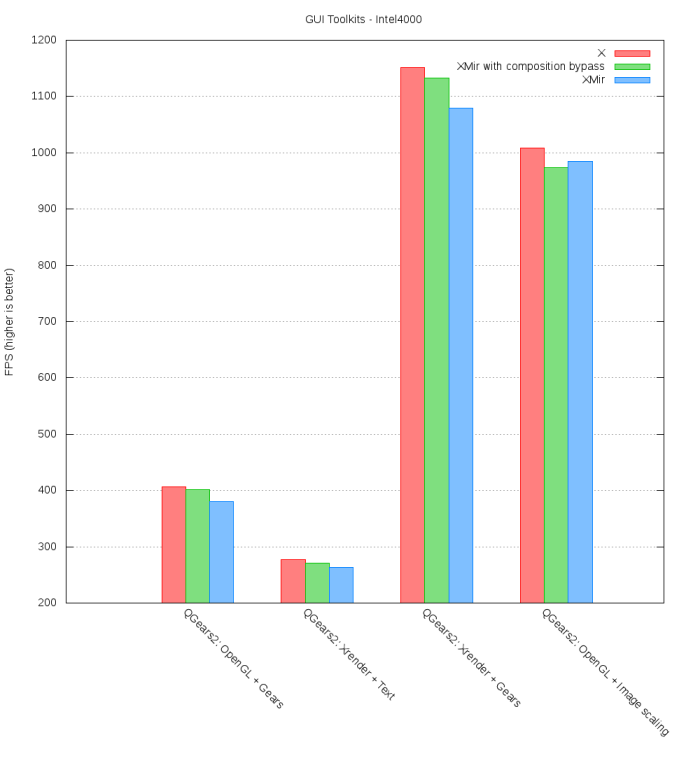 GUI Toolkits - Intel4000
1200
1100
1000
900
800
700
600
500
400
300
200
FPS (higher is better)
X
XMir with composition bypass
XMir
QGears2: OpenGL + Gears
QGears2: Xrender + Text
QGears2: Xrender + Gears
QGears2: OpenGL + Image scaling